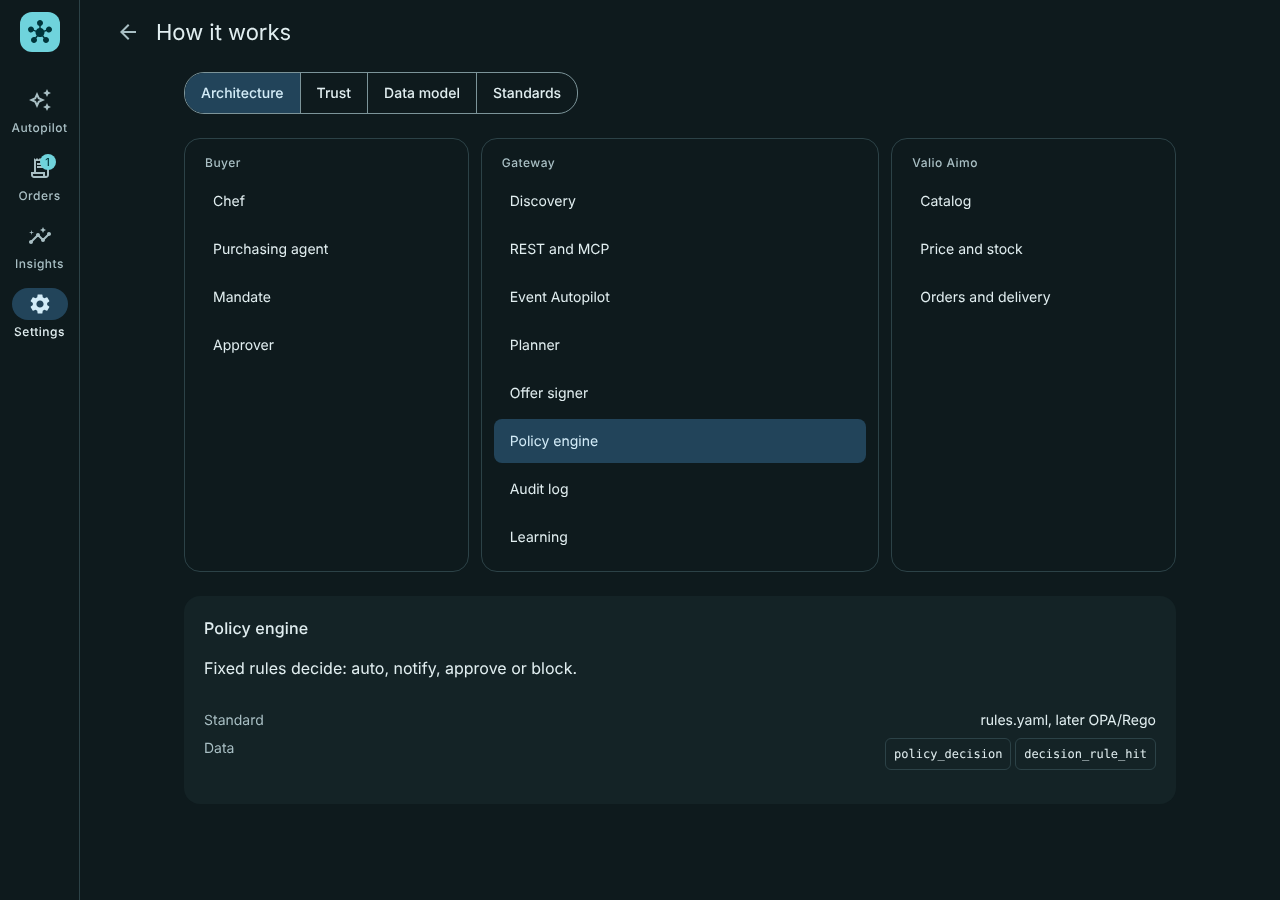 How it works
Autopilot
1
Orders
Insights
Settings
Architecture
Trust
Data model
Standards
Buyer
Chef
Purchasing agent
Mandate
Approver
Gateway
Discovery
REST and MCP
Event Autopilot
Planner
Offer signer
Policy engine
Audit log
Learning
Valio Aimo
Catalog
Price and stock
Orders and delivery
Policy engine
Fixed rules decide: auto, notify, approve or block.
Standard rules.yaml, later OPA/Rego
Data policy_decision decision_rule_hit